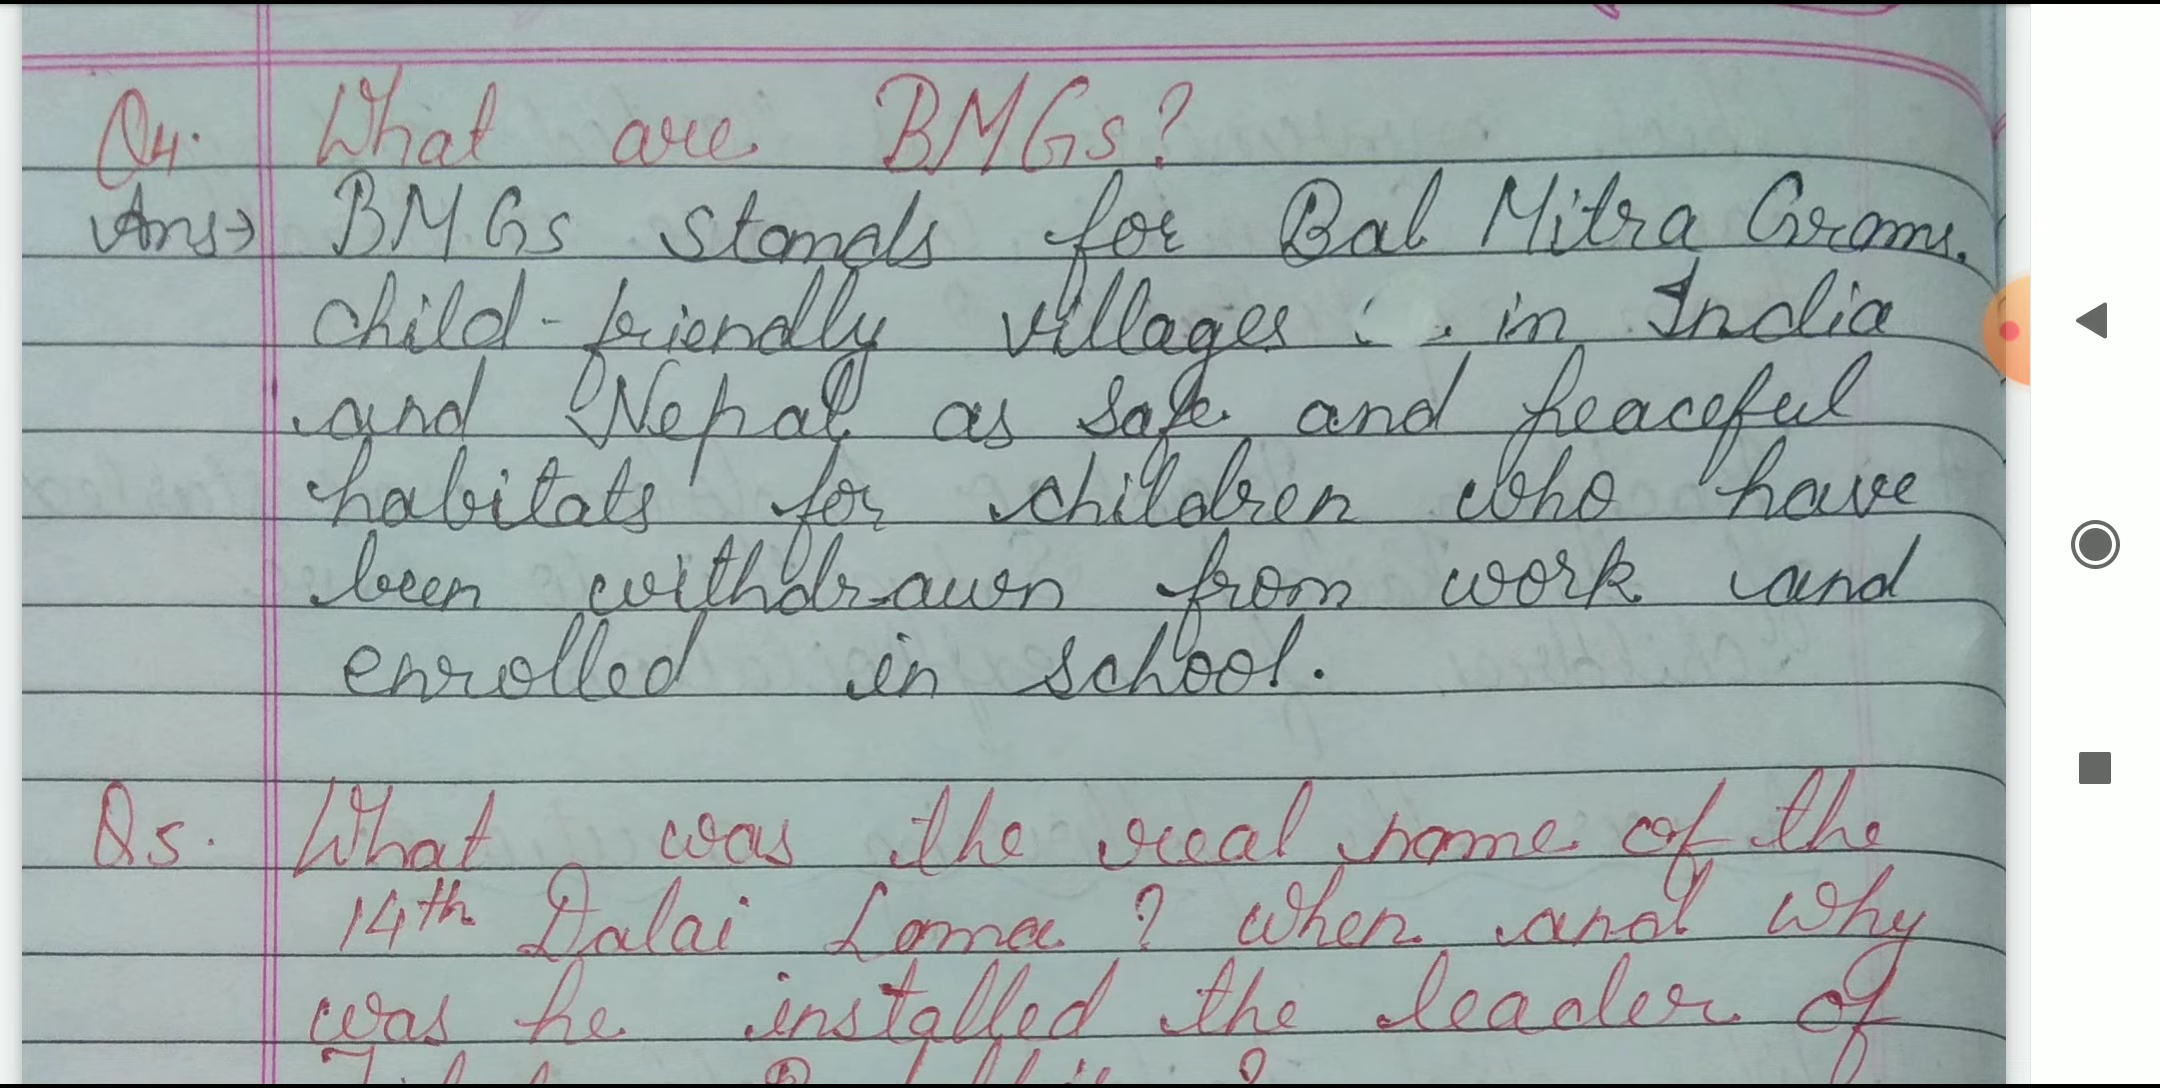 Q4. What are BMGs?
Ans→ BMGs stands for Bal Mitra Grams.
child-friendly villages in India
and Nepal as safe and peaceful
habitats for children who have
been withdrawn from work and
enrolled in school.
Q5. What was the real name of the
14th Dalai Lama? When and why
was he installed the leader of